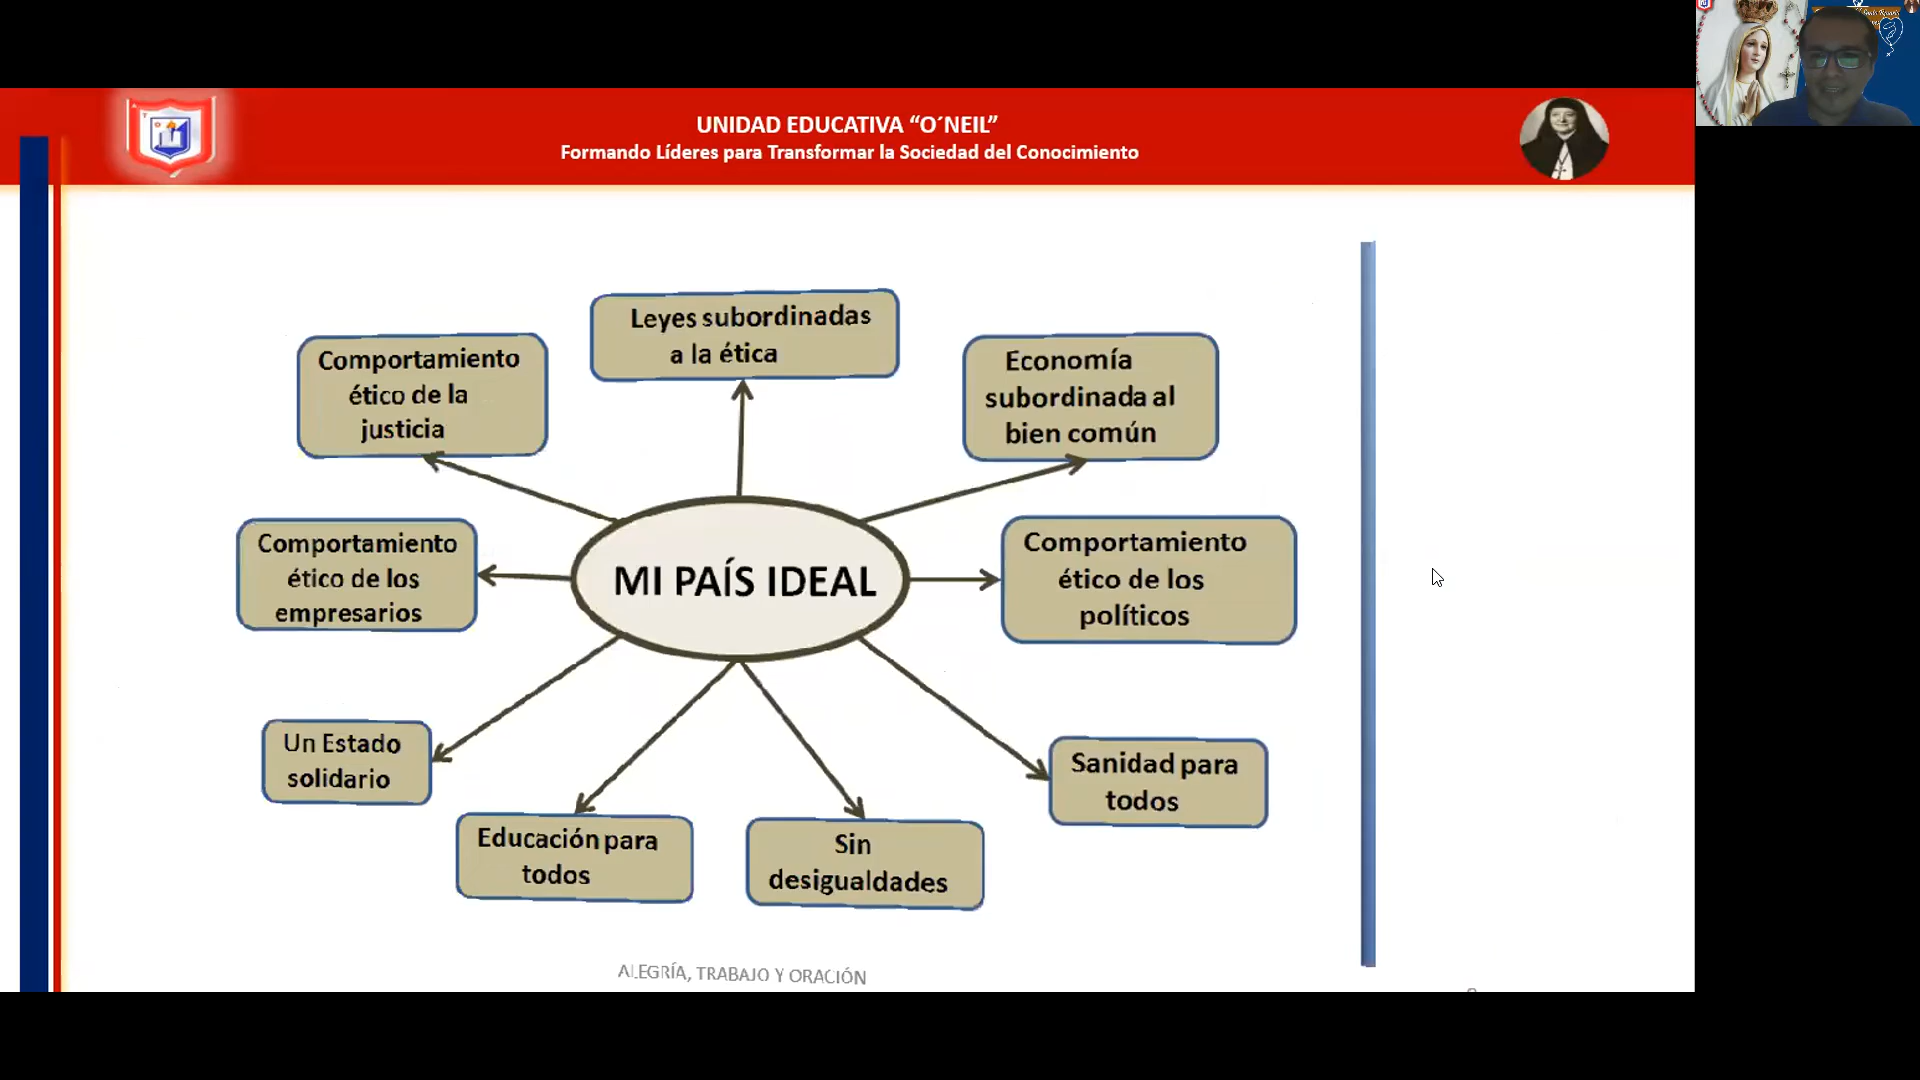 UNIDAD EDUCATIVA “O´NEIL”
Formando Líderes para Transformar la Sociedad del Conocimiento
Leyes subordinadas
a la ética
Comportamiento
ético de la
justicia
Economía
subordinada al
bien común
Comportamiento
ético de los
empresarios
MI PAÍS IDEAL
Comportamiento
ético de los
políticos
Un Estado
solidario
Sanidad para
todos
Educación para
todos
Sin
desigualdades
ALEGRÍA, TRABAJO Y ORACIÓN